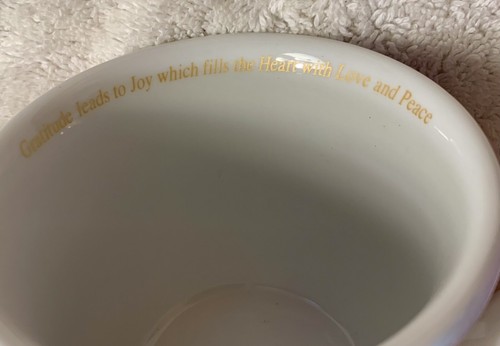 Gratitude leads to Joy which fills the Heart with Love and Peace